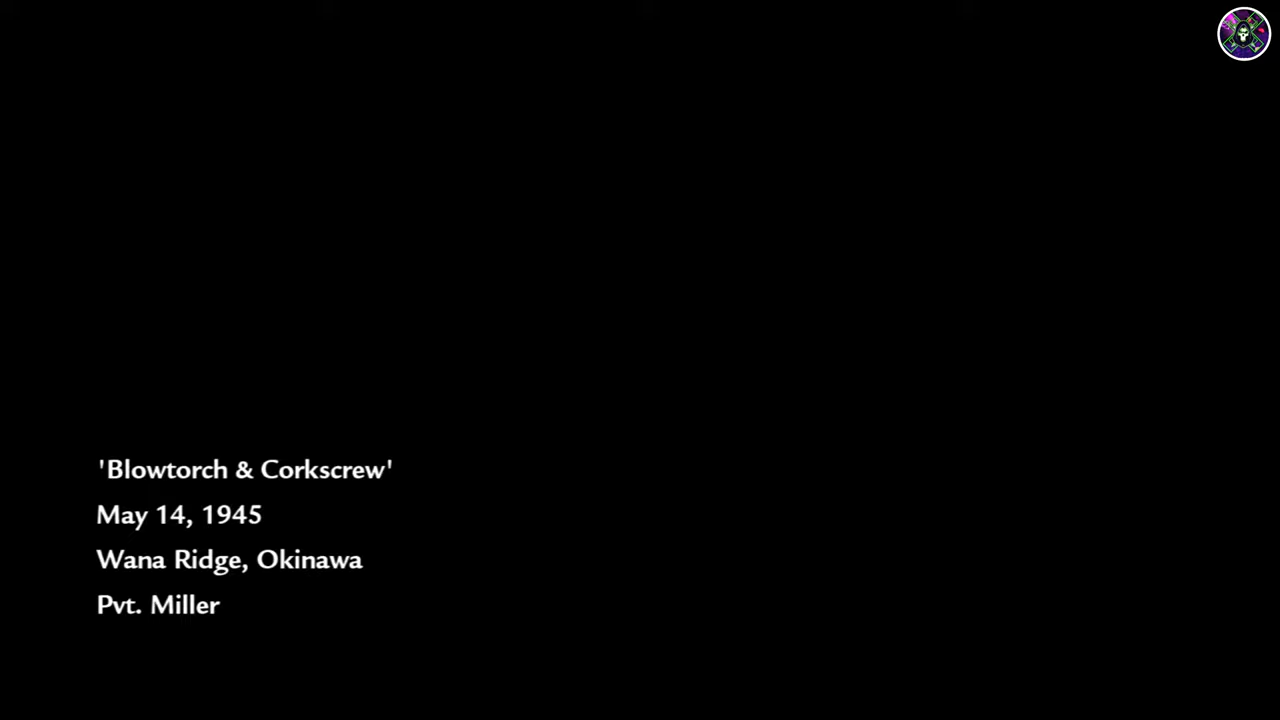 'Blowtorch & Corkscrew'
May 14, 1945
Wana Ridge, Okinawa
Pvt. Miller